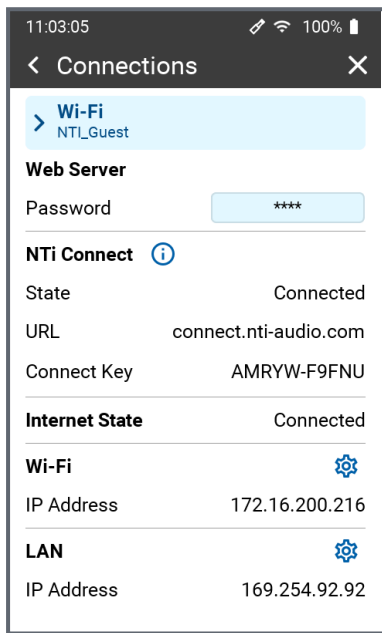 11:03:05 100%
Connections
Wi-Fi
NTI_Guest
Web Server
Password ****
NTi Connect
State Connected
URL connect.nti-audio.com
Connect Key AMRYW-F9FNU
Internet State Connected
Wi-Fi
IP Address 172.16.200.216
LAN
IP Address 169.254.92.92